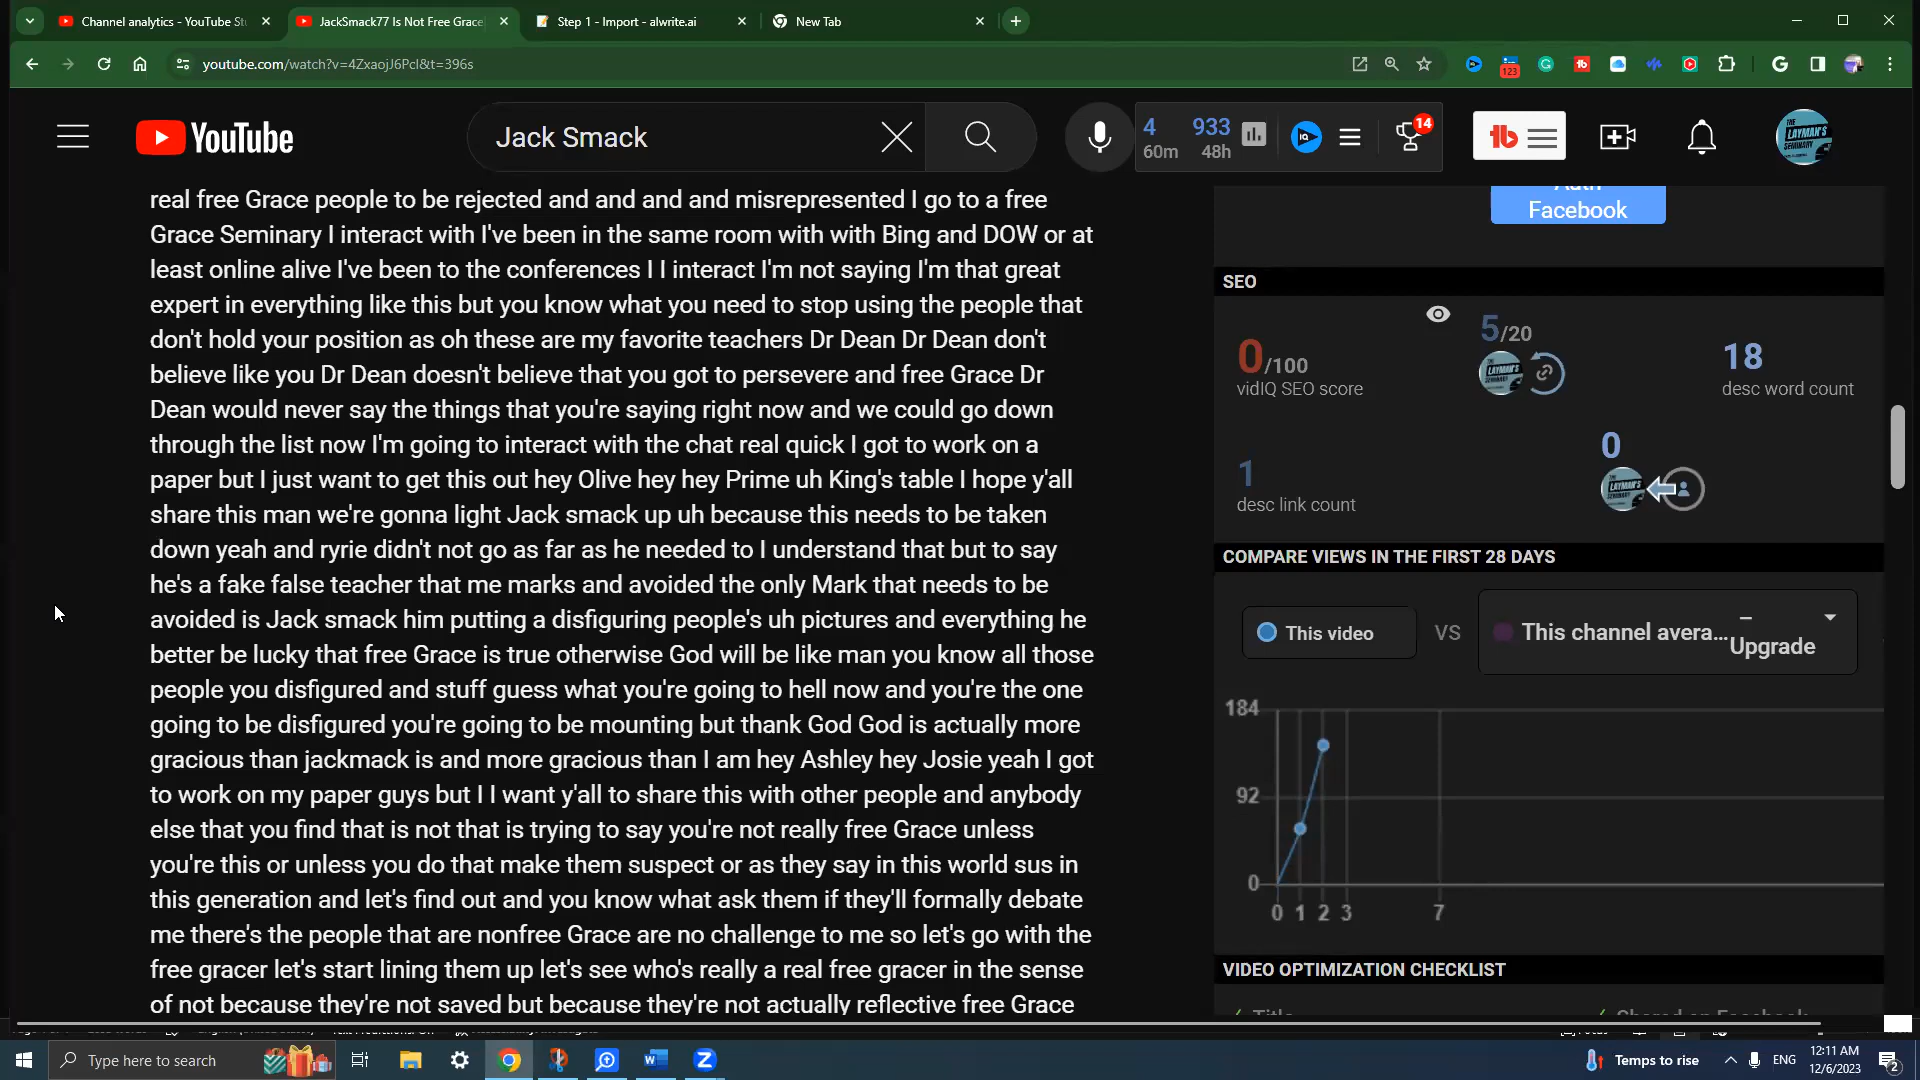 Channel analytics - YouTube St
JackSmack77 Is Not Free Grace
Step 1 - Import - alwrite.ai
New Tab
youtube.com/watch?v=4ZxaojJ6PcI&t=396s
123
YouTube
Jack Smack
4
60m
933
48h
IQ
14
tb
THE LAYMAN'S SEMINARY
real free Grace people to be rejected and and and and misrepresented I go to a free
Grace Seminary I interact with I've been in the same room with with Bing and DOW or at
least online alive I've been to the conferences I I interact I'm not saying I'm that great
expert in everything like this but you know what you need to stop using the people that
don't hold your position as oh these are my favorite teachers Dr Dean Dr Dean don't
believe like you Dr Dean doesn't believe that you got to persevere and free Grace Dr
Dean would never say the things that you're saying right now and we could go down
through the list now I'm going to interact with the chat real quick I got to work on a
paper but I just want to get this out hey Olive hey hey Prime uh King's table I hope y'all
share this man we're gonna light Jack smack up uh because this needs to be taken
down yeah and ryrie didn't not go as far as he needed to I understand that but to say
he's a fake false teacher that me marks and avoided the only Mark that needs to be
avoided is Jack smack him putting a disfiguring people's uh pictures and everything he
better be lucky that free Grace is true otherwise God will be like man you know all those
people you disfigured and stuff guess what you're going to hell now and you're the one
going to be disfigured you're going to be mounting but thank God God is actually more
gracious than jackmack is and more gracious than I am hey Ashley hey Josie yeah I got
to work on my paper guys but I I want y'all to share this with other people and anybody
else that you find that is not that is trying to say you're not really free Grace unless
you're this or unless you do that make them suspect or as they say in this world sus in
this generation and let's find out and you know what ask them if they'll formally debate
me there's the people that are nonfree Grace are no challenge to me so let's go with the
free gracer let's start lining them up let's see who's really a real free gracer in the sense
of not because they're not saved but because they're not actually reflective free Grace
Auth
Facebook
SEO
0/100
vidIQ SEO score
5/20
18
desc word count
1
desc link count
0
COMPARE VIEWS IN THE FIRST 28 DAYS
This video
VS
This channel avera...
–
Upgrade
184
92
0
0 1 2 3 7
VIDEO OPTIMIZATION CHECKLIST
Title
Shared on Facebook
Type here to search
Temps to rise
ENG
12:11 AM
12/6/2023
2